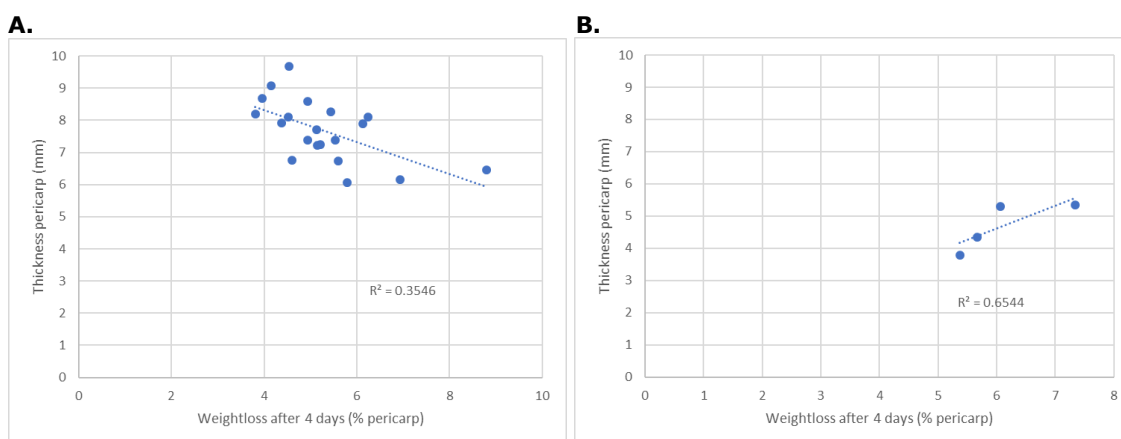 A.
10
9
8
7
6
5
4
3
2
1
0
0 2 4 6 8 10
Thickness pericarp (mm)
Weightloss after 4 days (% pericarp)
R² = 0.3546
B.
10
9
8
7
6
5
4
3
2
1
0
0 1 2 3 4 5 6 7 8
Thickness pericarp (mm)
Weightloss after 4 days (% pericarp)
R² = 0.6544